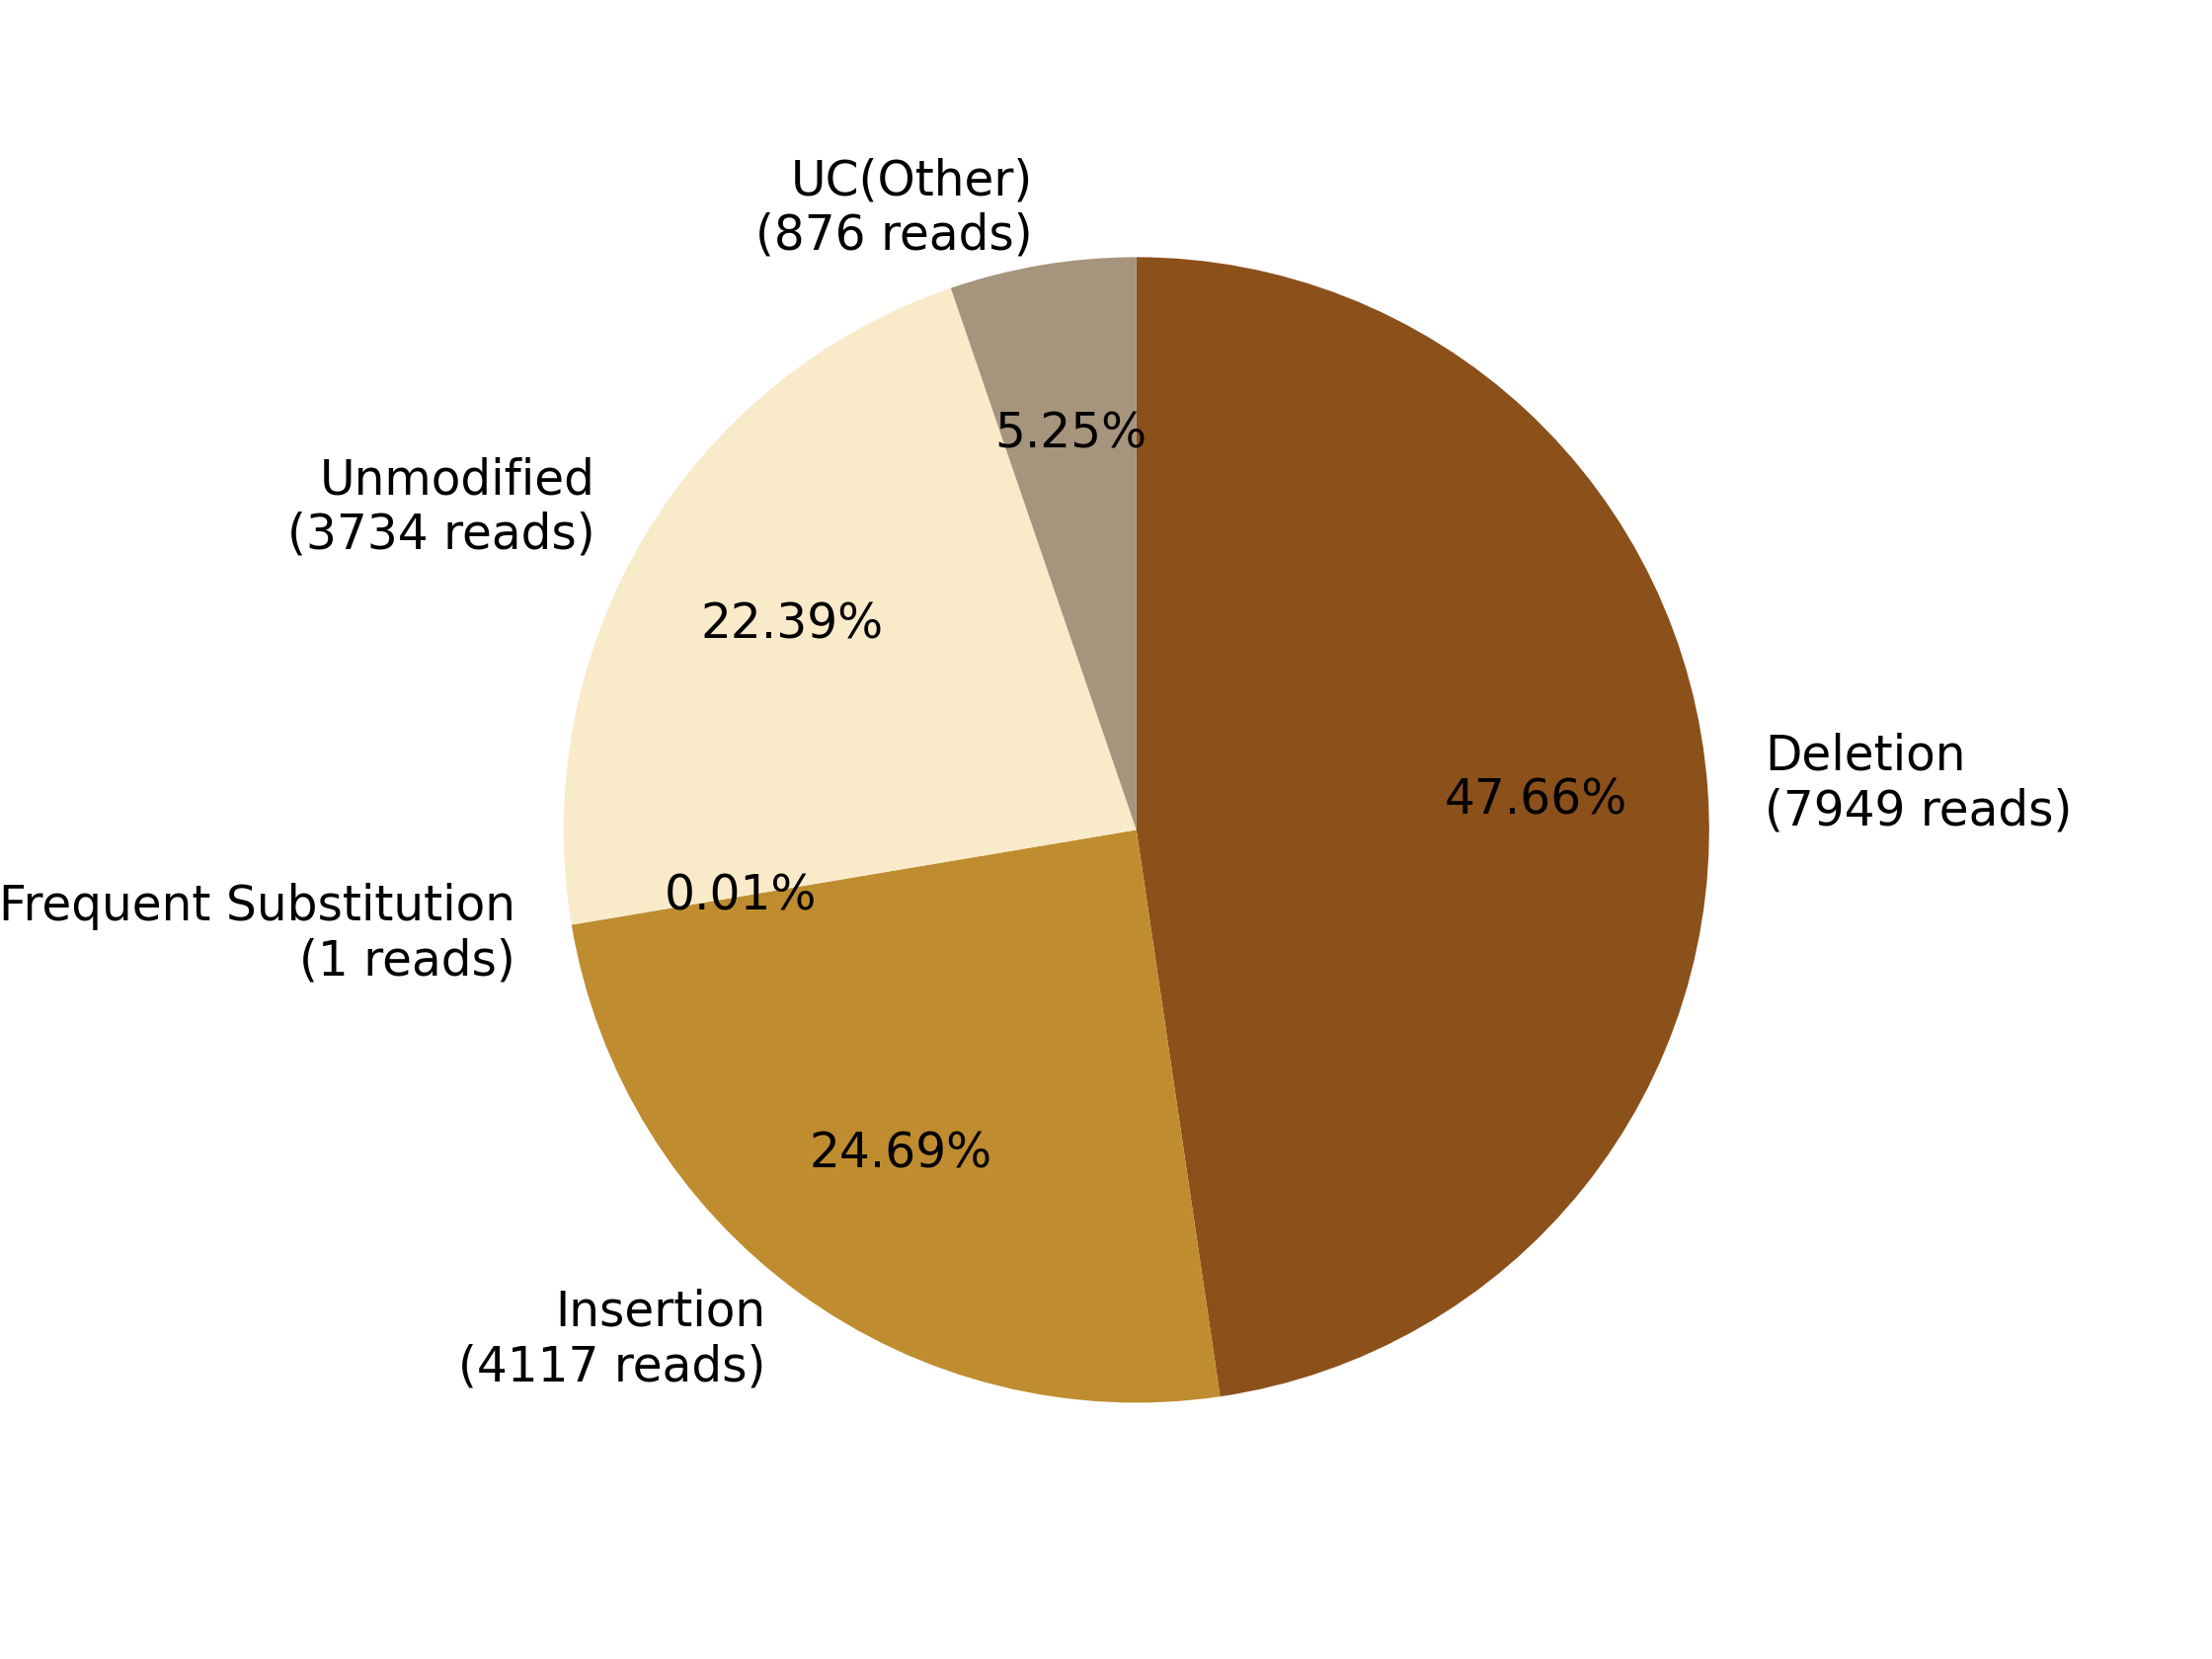 UC(Other)
(876 reads)
5.25%
Unmodified
(3734 reads)
22.39%
Deletion
(7949 reads)
47.66%
Frequent Substitution
(1 reads)
0.01%
24.69%
Insertion
(4117 reads)